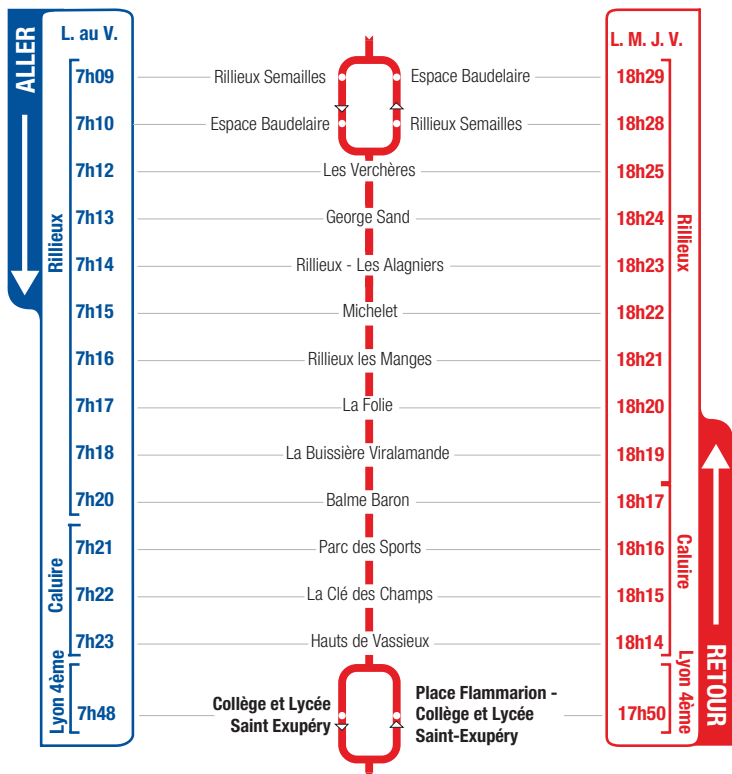 ALLER
L. au V.
L. M. J. V.
7h09 Rillieux Semailles Espace Baudelaire 18h29
7h10 Espace Baudelaire Rillieux Semailles 18h28
7h12 Les Verchères 18h25
7h13 George Sand 18h24
7h14 Rillieux - Les Alagniers 18h23
7h15 Michelet 18h22
7h16 Rillieux les Manges 18h21
7h17 La Folie 18h20
7h18 La Buissière Viralamande 18h19
7h20 Balme Baron 18h17
7h21 Parc des Sports 18h16
7h22 La Clé des Champs 18h15
7h23 Hauts de Vassieux 18h14
7h48
Collège et Lycée
Saint Exupéry
Place Flammarion -
Collège et Lycée
Saint-Exupéry
17h50
Rillieux
Caluire
Lyon 4ème
Rillieux
Caluire
Lyon 4ème
RETOUR